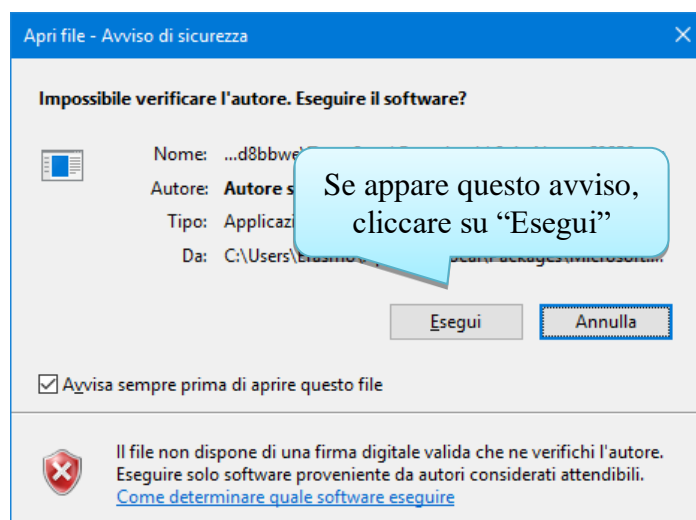 Apri file - Avviso di sicurezza
Impossibile verificare l'autore. Eseguire il software?
Nome: ...d8bbwe
Autore: Autore
Tipo:
Da: C:\Users\
Se appare questo avviso,
cliccare su “Esegui”
Esegui Annulla
Avvisa sempre prima di aprire questo file
Il file non dispone di una firma digitale valida che ne verifichi l'autore.
Eseguire solo software proveniente da autori considerati attendibili.
Come determinare quale software eseguire